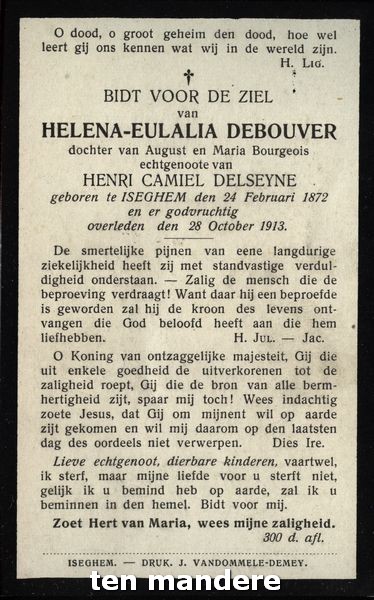 O dood, o groot geheim den dood, hoe wel
leert gij ons kennen wat wij in de wereld zijn.
H. Lig.
BIDT VOOR DE ZIEL
van
HELENA-EULALIA DEBOUVER
dochter van August en Maria Bourgeois
echtgenoote van
HENRI CAMIEL DELSEYNE
geboren te ISEGHEM den 24 Februari 1872
en er godvruchtig
overleden den 28 October 1913.
De smertelijke pijnen van eene langdurige
ziekelijkheid heeft zij met standvastige verdul-
digheid onderstaan. — Zalig de mensch die de
beproeving verdraagt! Want daar hij een beproefde
is geworden zal hij de kroon des levens ont-
vangen die God beloofd heeft aan die hem
liefhebben. H. Jul. — Jac.
O Koning van ontzaggelijke majesteit, Gij die
uit enkele goedheid de uitverkorenen tot de
zaligheid roept, Gij die de bron van alle berm-
hertigheid zijt, spaar mij toch! Wees indachtig
zoete Jesus, dat Gij om mijnent wil op aarde
zijt gekomen en wil mij daarom op den laatsten
dag des oordeels niet verwerpen. Dies Ire.
Lieve echtgenoot, dierbare kinderen, vaartwel,
ik sterf, maar mijne liefde voor u sterft niet,
gelijk ik u bemind heb op aarde, zal ik u
beminnen in den hemel. Bidt voor mij.
Zoet Hert van Maria, wees mijne zaligheid.
300 d. afl.
ISEGHEM. — DRUK. J. VANDOMMELE-DEMEY.
ten mandere